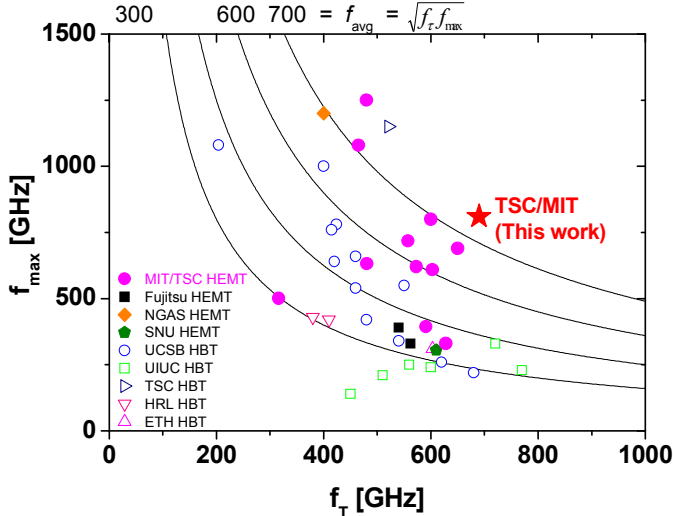 300 600 700 = f_avg = √f_τ f_max
1500
1000
500
0
f_max [GHz]
TSC/MIT
(This work)
MIT/TSC HEMT
Fujitsu HEMT
NGAS HEMT
SNU HEMT
UCSB HBT
UIUC HBT
TSC HBT
HRL HBT
ETH HBT
0 200 400 600 800 1000
f_T [GHz]